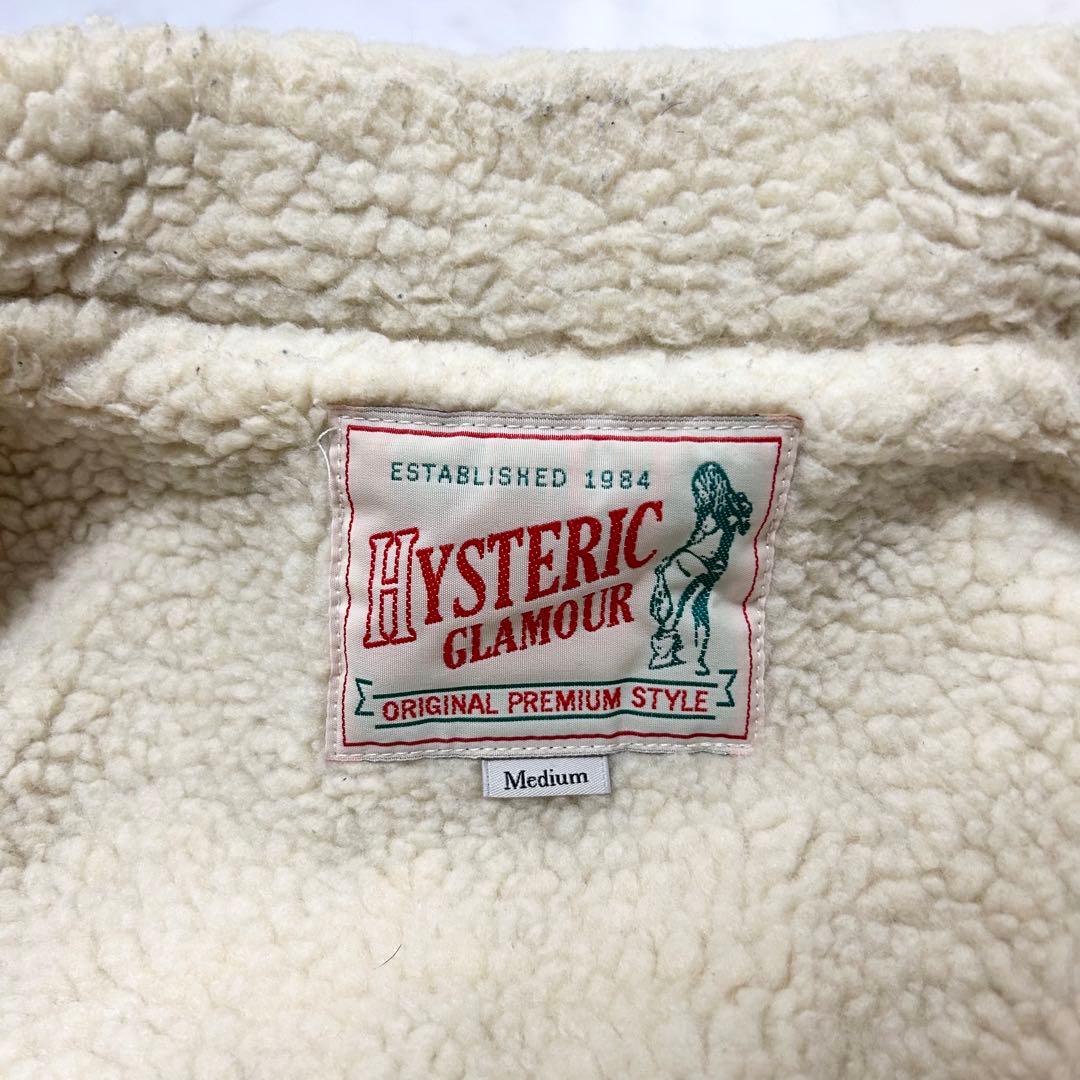 ESTABLISHED 1984
HYSTERIC
GLAMOUR
ORIGINAL PREMIUM STYLE
Medium